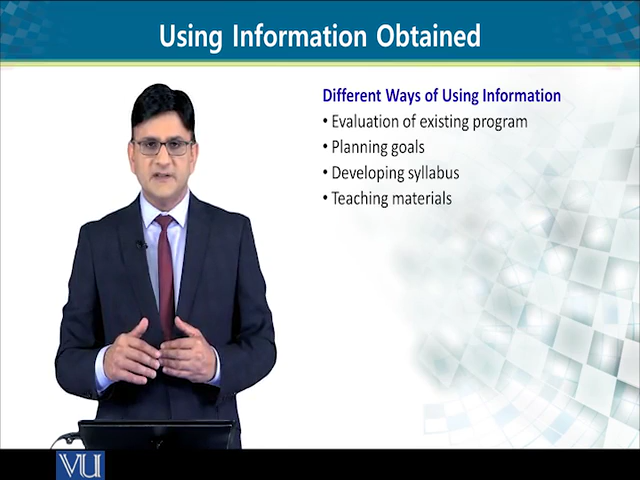 Using Information Obtained
Different Ways of Using Information
• Evaluation of existing program
• Planning goals
• Developing syllabus
• Teaching materials
VU